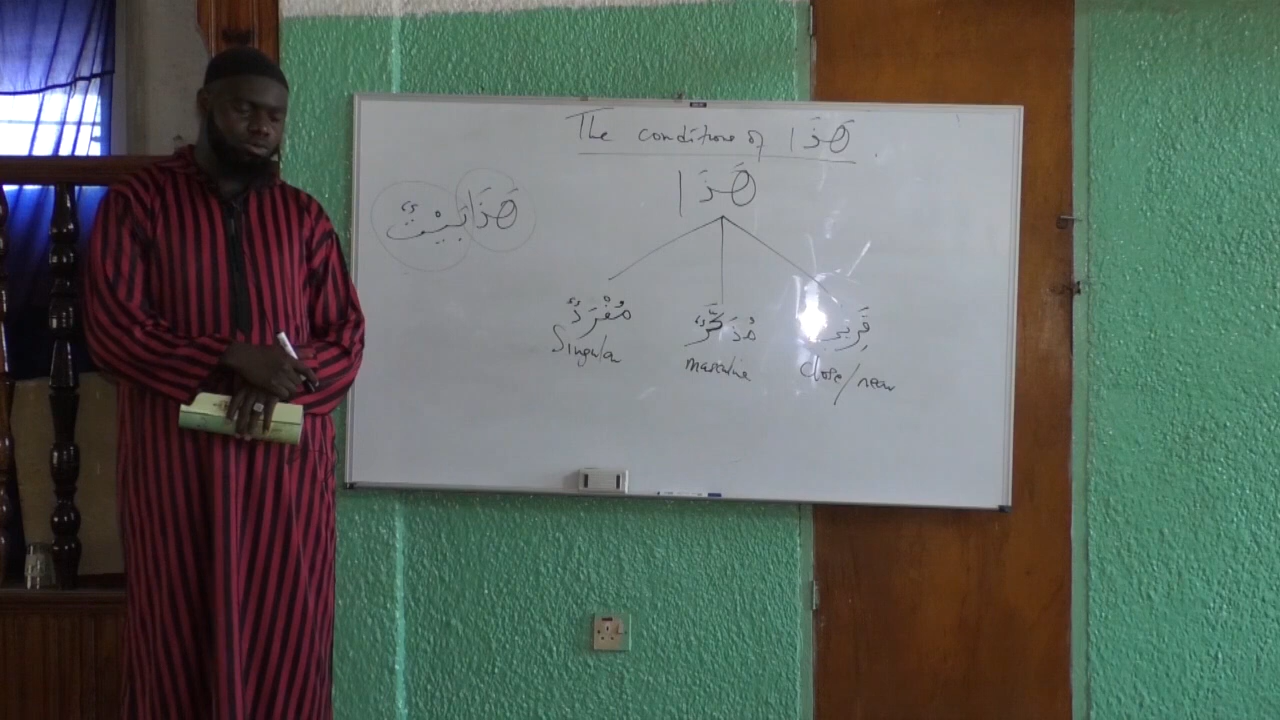 The conditions of هَذَا
هَذَا
هَذَا بَيْتٌ
مُفْرَدٌ
Singular
مُذَكَّرٌ
masculine
قَرِيب
close/near